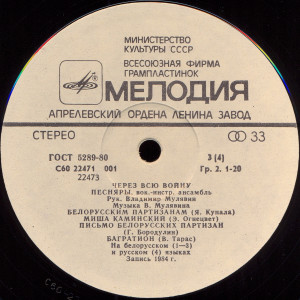 МИНИСТЕРСТВО
КУЛЬТУРЫ СССР
ВСЕСОЮЗНАЯ ФИРМА
ГРАМПЛАСТИНОК
МЕЛОДИЯ
АПРЕЛЕВСКИЙ ОРДЕНА ЛЕНИНА ЗАВОД
СТЕРЕО 33
ГОСТ 5289-80 3 [4]
С60 22471 001 Гр. 2. 1-20
22473
ЧЕРЕЗ ВСЮ ВОЙНУ
ПЕСНЯРЫ, вок.-инстр. ансамбль
Рук. Владимир Мулявин
Музыка В. Мулявина
БЕЛОРУССКИМ ПАРТИЗАНАМ (Я. Купала)
МИША КАМИНСКИЙ (Э. Огнецвет)
ПИСЬМО БЕЛОРУССКИХ ПАРТИЗАН
(Г. Бородулин)
БАГРАТИОН (В. Тарас)
На белорусском (1—3)
и русском (4) языках
Запись 1984 г.